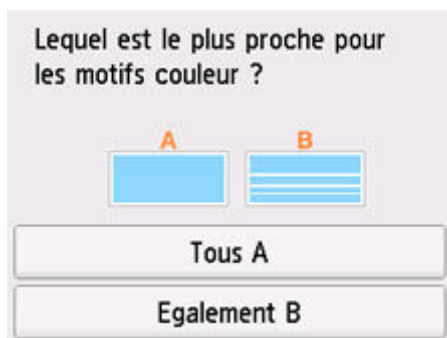 Lequel est le plus proche pour
les motifs couleur ?
A B
Tous A
Egalement B